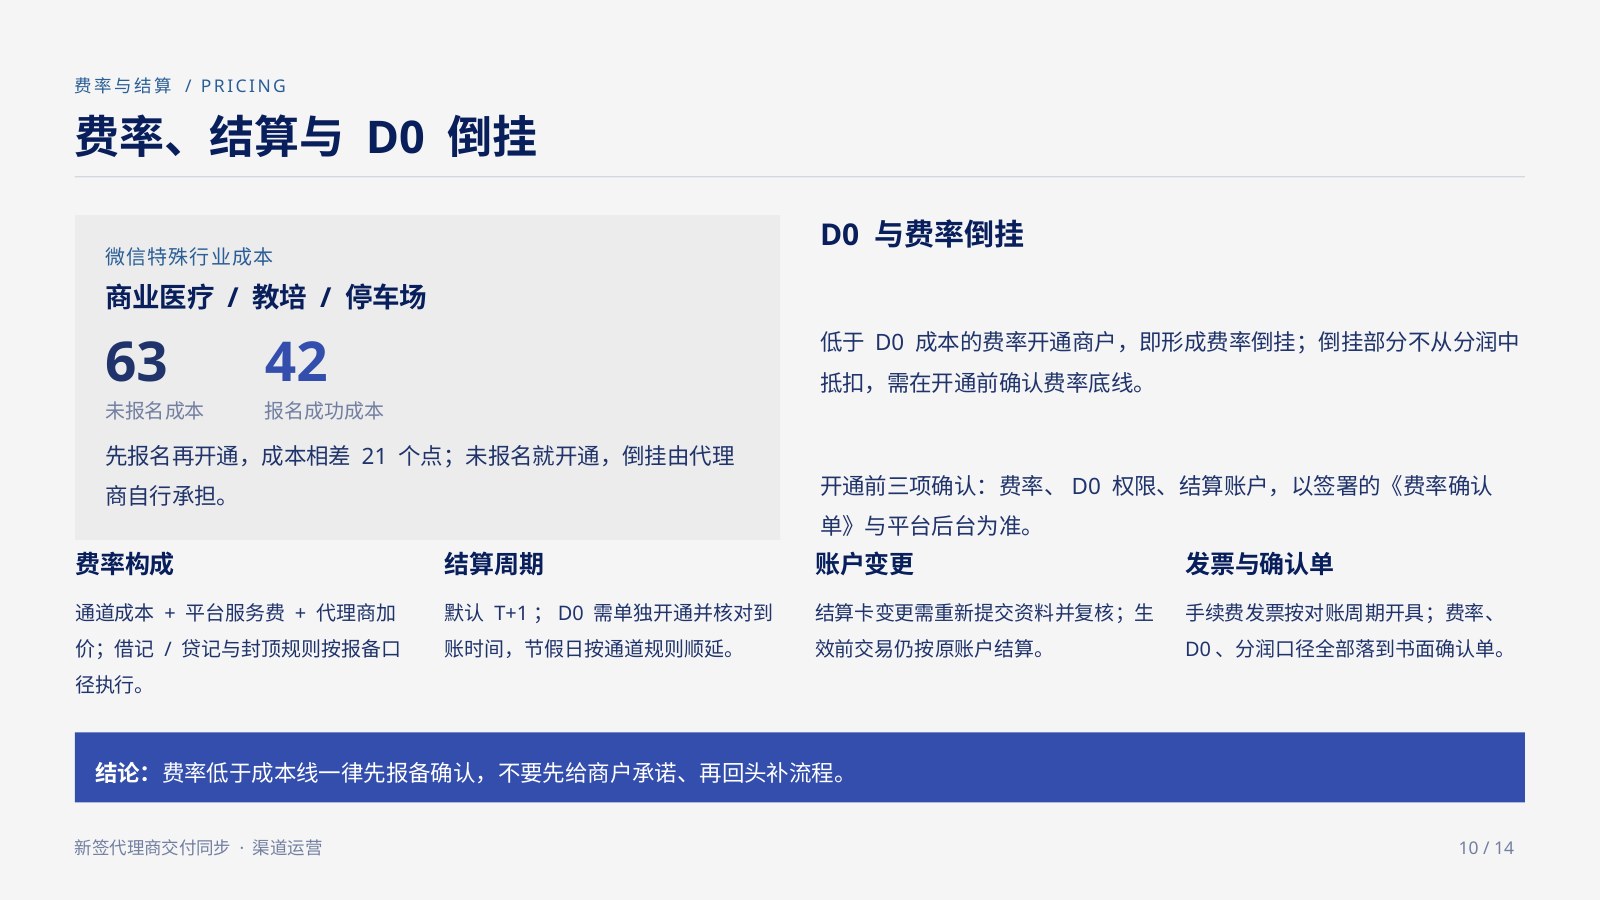 费率与结算 / PRICING
费率、结算与 D0 倒挂
微信特殊行业成本
商业医疗 / 教培 / 停车场
63 42
未报名成本 报名成功成本
先报名再开通，成本相差 21 个点；未报名就开通，倒挂由代理
商自行承担。
D0 与费率倒挂
低于 D0 成本的费率开通商户，即形成费率倒挂；倒挂部分不从分润中
抵扣，需在开通前确认费率底线。
开通前三项确认：费率、D0 权限、结算账户，以签署的《费率确认
单》与平台后台为准。
费率构成
通道成本 + 平台服务费 + 代理商加
价；借记 / 贷记与封顶规则按报备口
径执行。
结算周期
默认 T+1；D0 需单独开通并核对到
账时间，节假日按通道规则顺延。
账户变更
结算卡变更需重新提交资料并复核；生
效前交易仍按原账户结算。
发票与确认单
手续费发票按对账周期开具；费率、
D0、分润口径全部落到书面确认单。
结论：费率低于成本线一律先报备确认，不要先给商户承诺、再回头补流程。
新签代理商交付同步 · 渠道运营
10 / 14